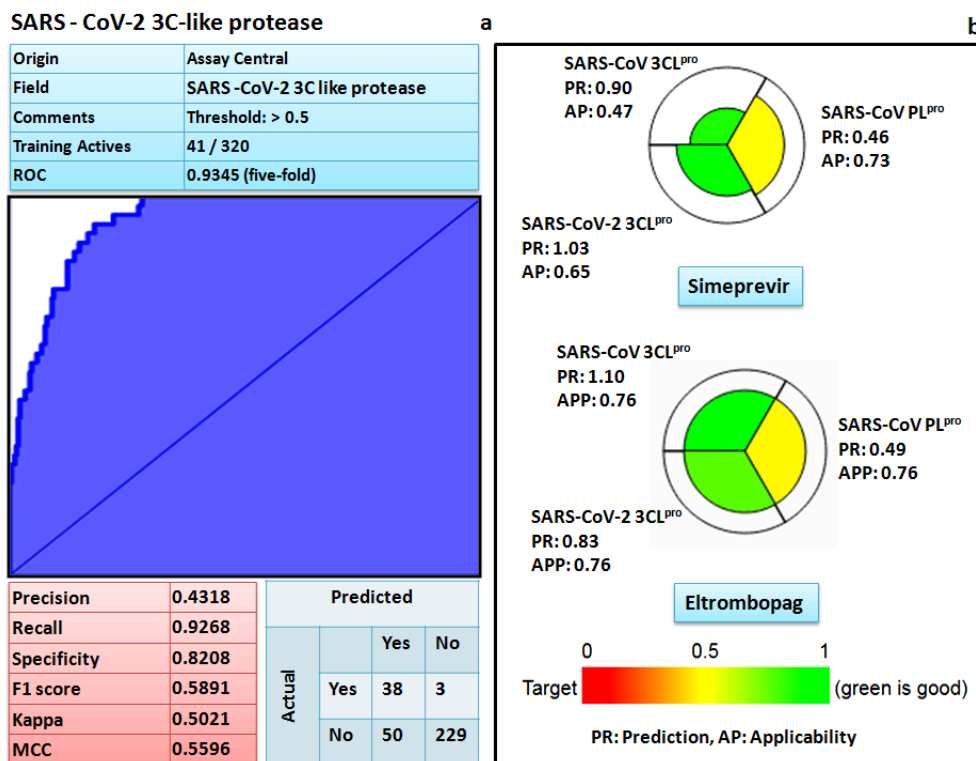 SARS - CoV-2 3C-like protease
a
Origin Assay Central
Field SARS -CoV-2 3C like protease
Comments Threshold: > 0.5
Training Actives 41 / 320
ROC 0.9345 (five-fold)
Precision 0.4318
Recall 0.9268
Specificity 0.8208
F1 score 0.5891
Kappa 0.5021
MCC 0.5596
Predicted
Actual
Yes No
Yes 38 3
No 50 229
b
SARS-CoV 3CLpro
PR: 0.90
AP: 0.47
SARS-CoV PLpro
PR: 0.46
AP: 0.73
SARS-CoV-2 3CLpro
PR: 1.03
AP: 0.65
Simeprevir
SARS-CoV 3CLpro
PR: 1.10
APP: 0.76
SARS-CoV PLpro
PR: 0.49
APP: 0.76
SARS-CoV-2 3CLpro
PR: 0.83
APP: 0.76
Eltrombopag
0 0.5 1
Target (green is good)
PR: Prediction, AP: Applicability